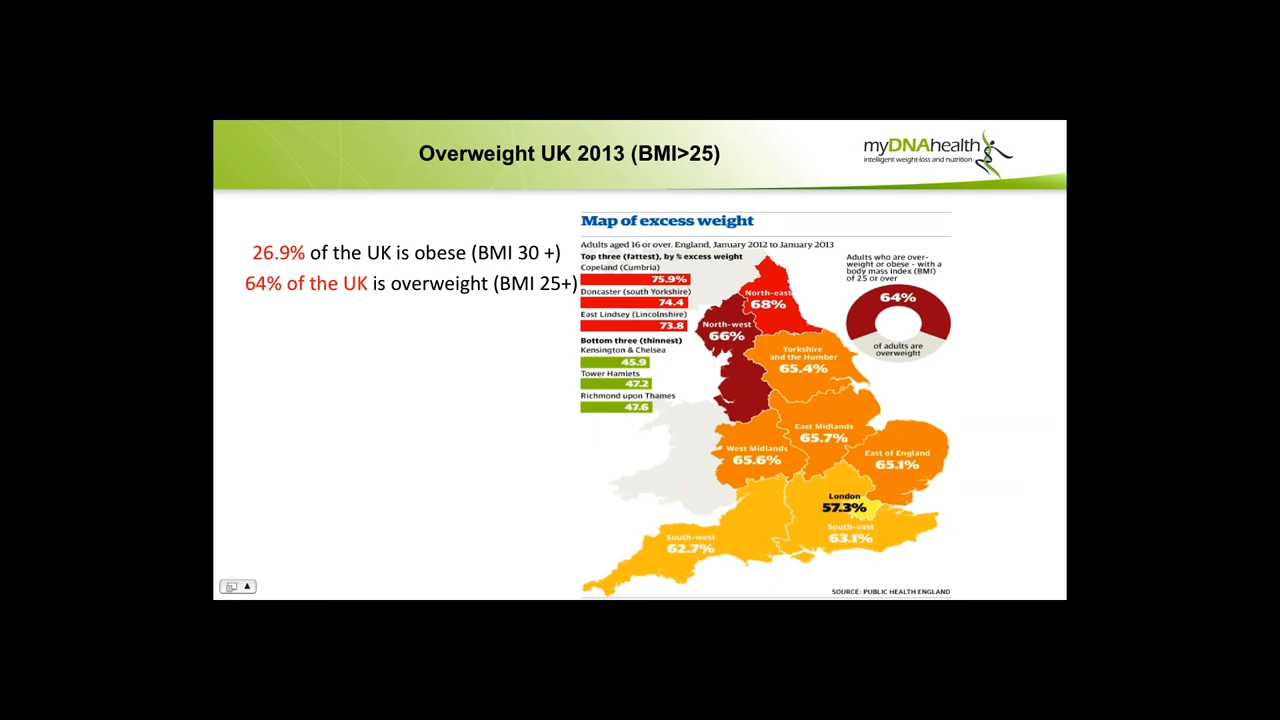 Overweight UK 2013 (BMI>25)
myDNAhealth
intelligent weight-loss and nutrition
26.9% of the UK is obese (BMI 30 +)
64% of the UK is overweight (BMI 25+)
Map of excess weight
Adults aged 16 or over. England, January 2012 to January 2013
Top three (fattest), by % excess weight
Copeland (Cumbria)
75.9%
Doncaster (south Yorkshire)
74.4
East Lindsey (Lincolnshire)
73.8
Bottom three (thinnest)
Kensington & Chelsea
45.9
Tower Hamlets
47.2
Richmond upon Thames
47.6
Adults who are over-
weight or obese - with a
body mass index (BMI)
of 25 or over
64%
of adults are
overweight
North-east
68%
North-west
66%
Yorkshire
and the Humber
65.4%
East Midlands
65.7%
West Midlands
65.6%
East of England
65.1%
London
57.3%
South-east
63.1%
South-west
62.7%
SOURCE: PUBLIC HEALTH ENGLAND